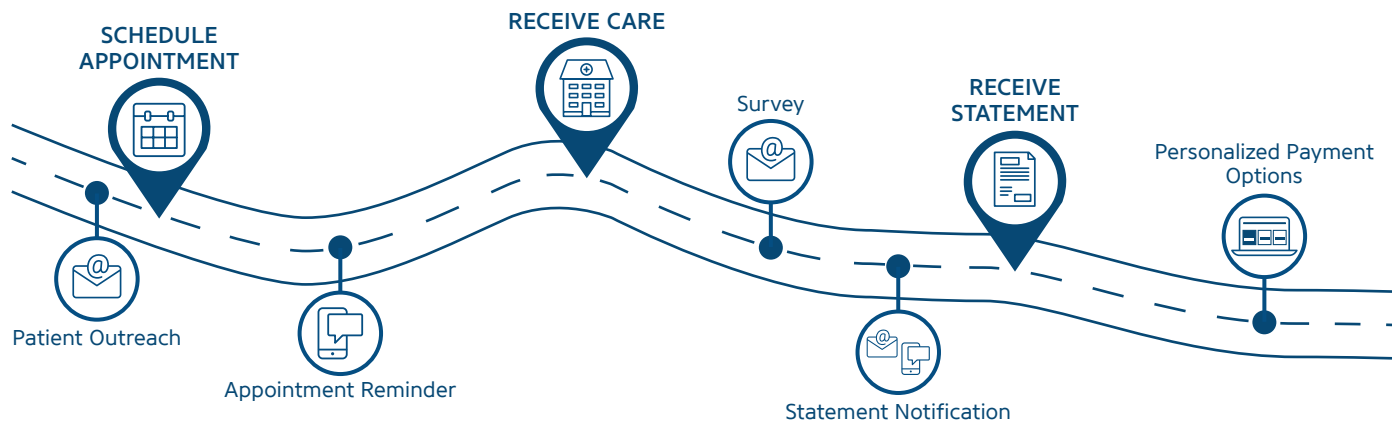 SCHEDULE
APPOINTMENT
RECEIVE CARE
Survey
RECEIVE
STATEMENT
Personalized Payment
Options
Patient Outreach
Appointment Reminder
Statement Notification